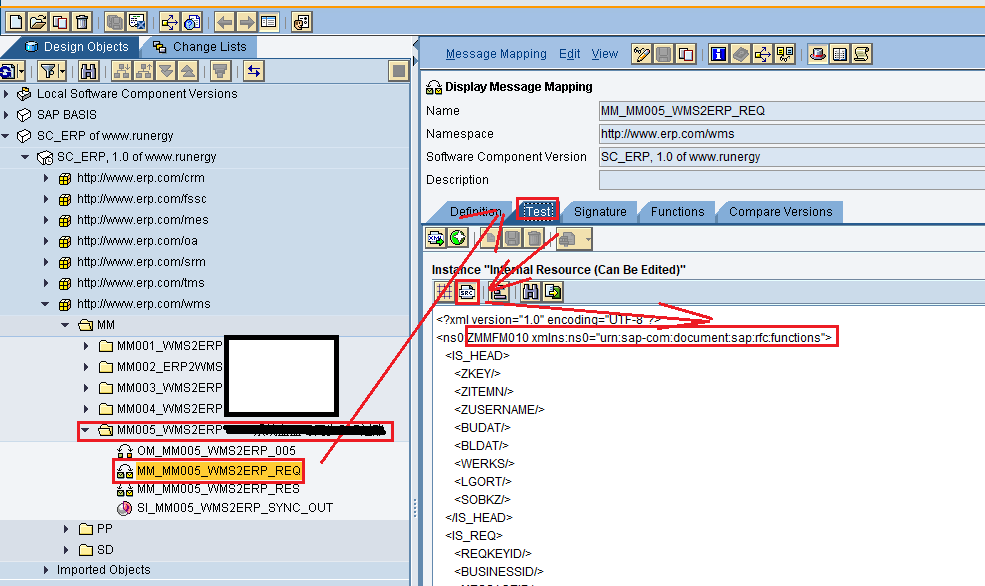 Design Objects
Change Lists
Local Software Component Versions
SAP BASIS
SC_ERP of www.runergy
SC_ERP, 1.0 of www.runergy
http://www.erp.com/crm
http://www.erp.com/fssc
http://www.erp.com/mes
http://www.erp.com/oa
http://www.erp.com/srm
http://www.erp.com/tms
http://www.erp.com/wms
MM
MM001_WMS2ERP
MM002_ERP2WMS
MM003_WMS2ERP
MM004_WMS2ERP
MM005_WMS2ERP
OM_MM005_WMS2ERP_005
MM_MM005_WMS2ERP_REQ
MM_MM005_WMS2ERP_RES
SI_MM005_WMS2ERP_SYNC_OUT
PP
SD
Imported Objects
Message Mapping Edit View
Display Message Mapping
Name MM_MM005_WMS2ERP_REQ
Namespace http://www.erp.com/wms
Software Component Version SC_ERP, 1.0 of www.runergy
Description
Definition Test Signature Functions Compare Versions
Instance "Internal Resource (Can Be Edited)"
SRC
<?xml version="1.0" encoding="UTF-8"?>
<ns0:ZMMFM010 xmlns:ns0="urn:sap-com:document:sap:rfc:functions">
<IS_HEAD>
<ZKEY/>
<ZITEMN/>
<ZUSERNAME/>
<BUDAT/>
<BLDAT/>
<WERKS/>
<LGORT/>
<SOBKZ/>
</IS_HEAD>
<IS_REQ>
<REQKEYID/>
<BUSINESSID/>